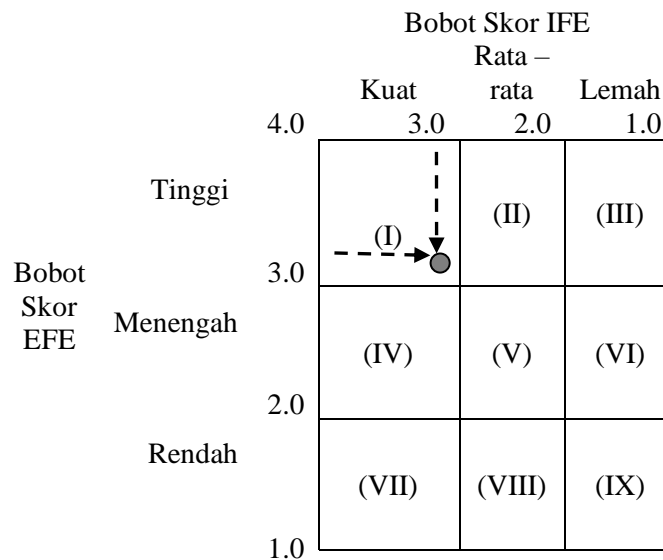 Bobot Skor IFE
Rata –
Kuat rata Lemah
4.0 3.0 2.0 1.0
Tinggi
(I) (II) (III)
3.0
Bobot
Skor
EFE
Menengah
(IV) (V) (VI)
2.0
Rendah
(VII) (VIII) (IX)
1.0